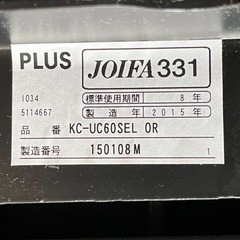 PLUS JOIFA331
1034 標準使用期間 8年
5114667 製造年 2015年
品番 KC-UC60SEL OR
製造番号 150108M 1